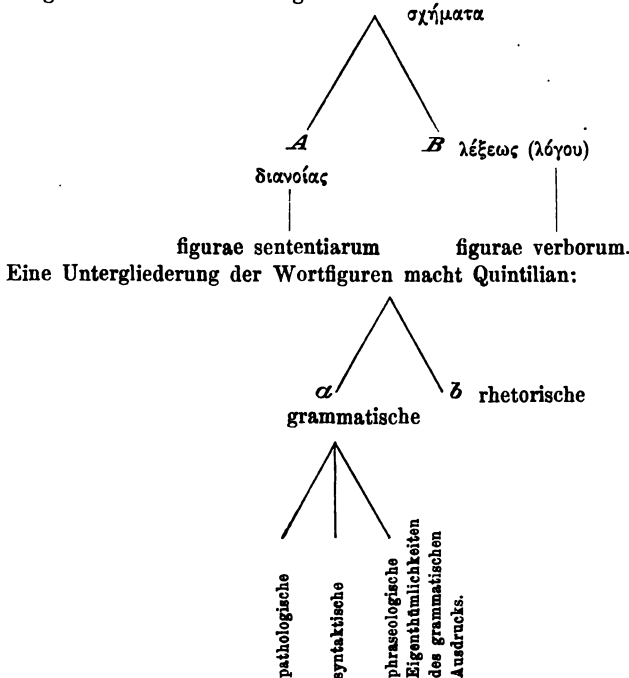 σχήματα
A B λέξεως (λόγου)
διανοίας
figurae sententiarum figurae verborum.
Eine Untergliederung der Wortfiguren macht Quintilian:
a b rhetorische
grammatische
pathologische
syntaktische
phraseologische
Eigenthümlichkeiten
des grammatischen
Ausdrucks.